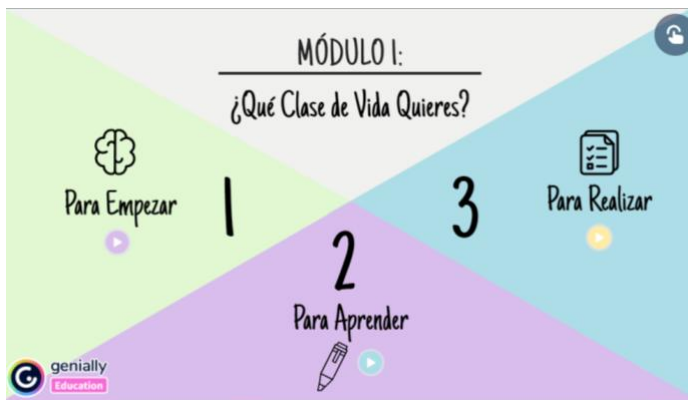 MÓDULO I:
¿Qué Clase de Vida Quieres?
Para Empezar
1
2
Para Aprender
3
Para Realizar
genially
Education